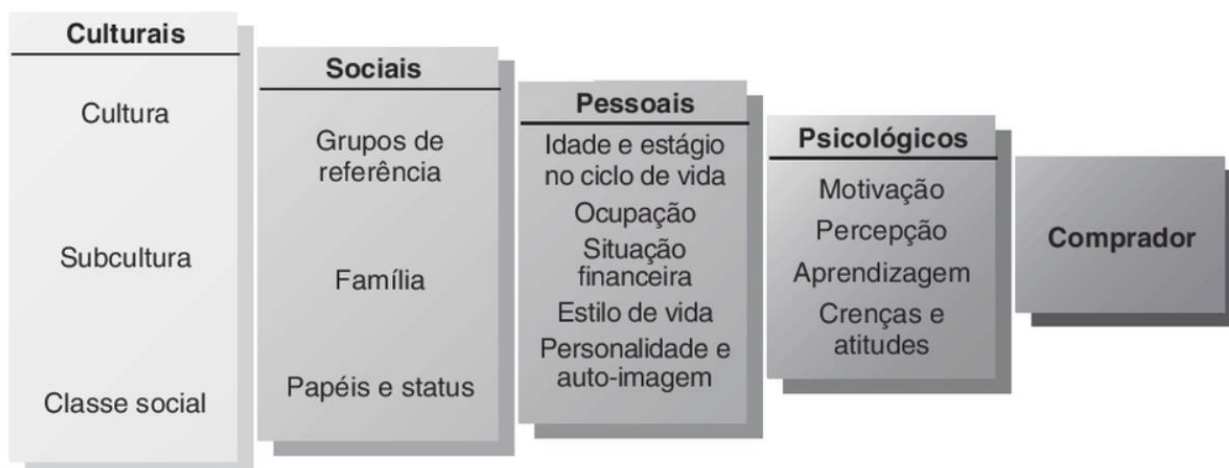 Culturais
Cultura
Subcultura
Classe social
Sociais
Grupos de
referência
Família
Papéis e status
Pessoais
Idade e estágio
no ciclo de vida
Ocupação
Situação
financeira
Estilo de vida
Personalidade e
auto-imagem
Psicológicos
Motivação
Percepção
Aprendizagem
Crenças e
atitudes
Comprador